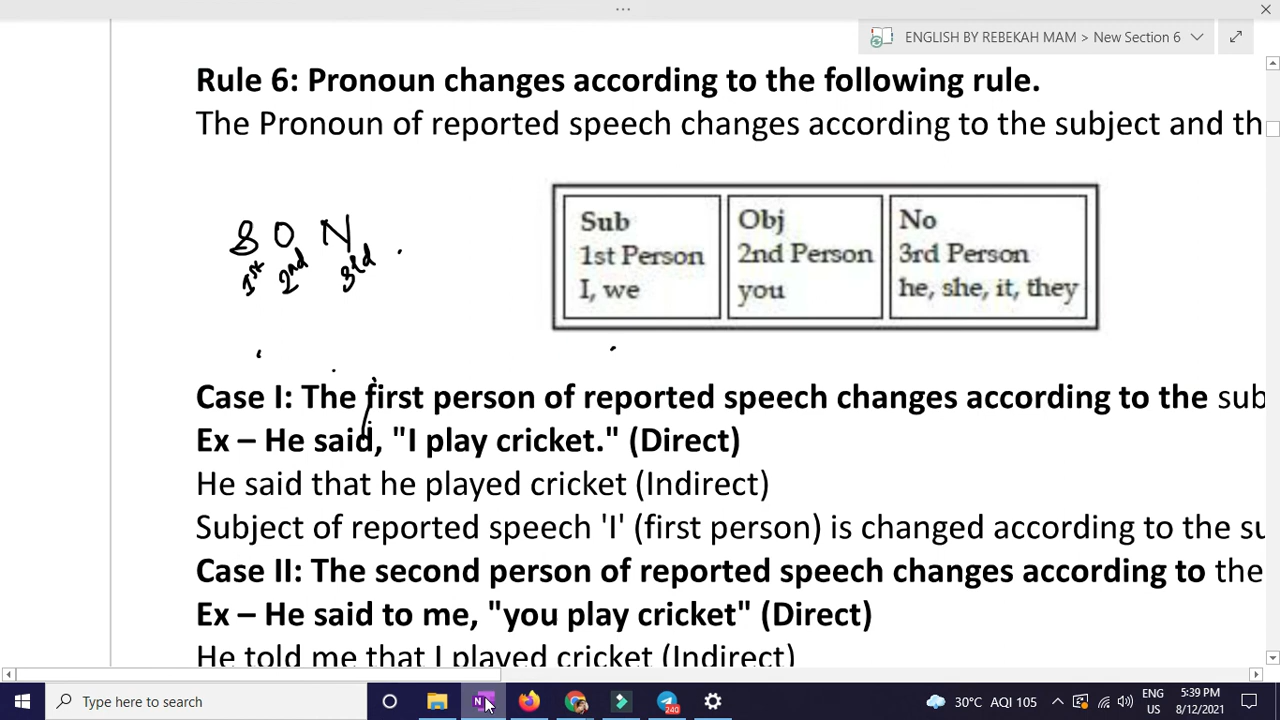 ENGLISH BY REBEKAH MAM > New Section 6
Rule 6: Pronoun changes according to the following rule.
The Pronoun of reported speech changes according to the subject and th
S O N
1st 2nd 3rd
Sub
1st Person
I, we
Obj
2nd Person
you
No
3rd Person
he, she, it, they
Case I: The first person of reported speech changes according to the sub
Ex – He said, "I play cricket." (Direct)
He said that he played cricket (Indirect)
Subject of reported speech 'I' (first person) is changed according to the su
Case II: The second person of reported speech changes according to the
Ex – He said to me, "you play cricket" (Direct)
He told me that I played cricket (Indirect)
Type here to search
N
240
30°C AQI 105
ENG
US
5:39 PM
8/12/2021